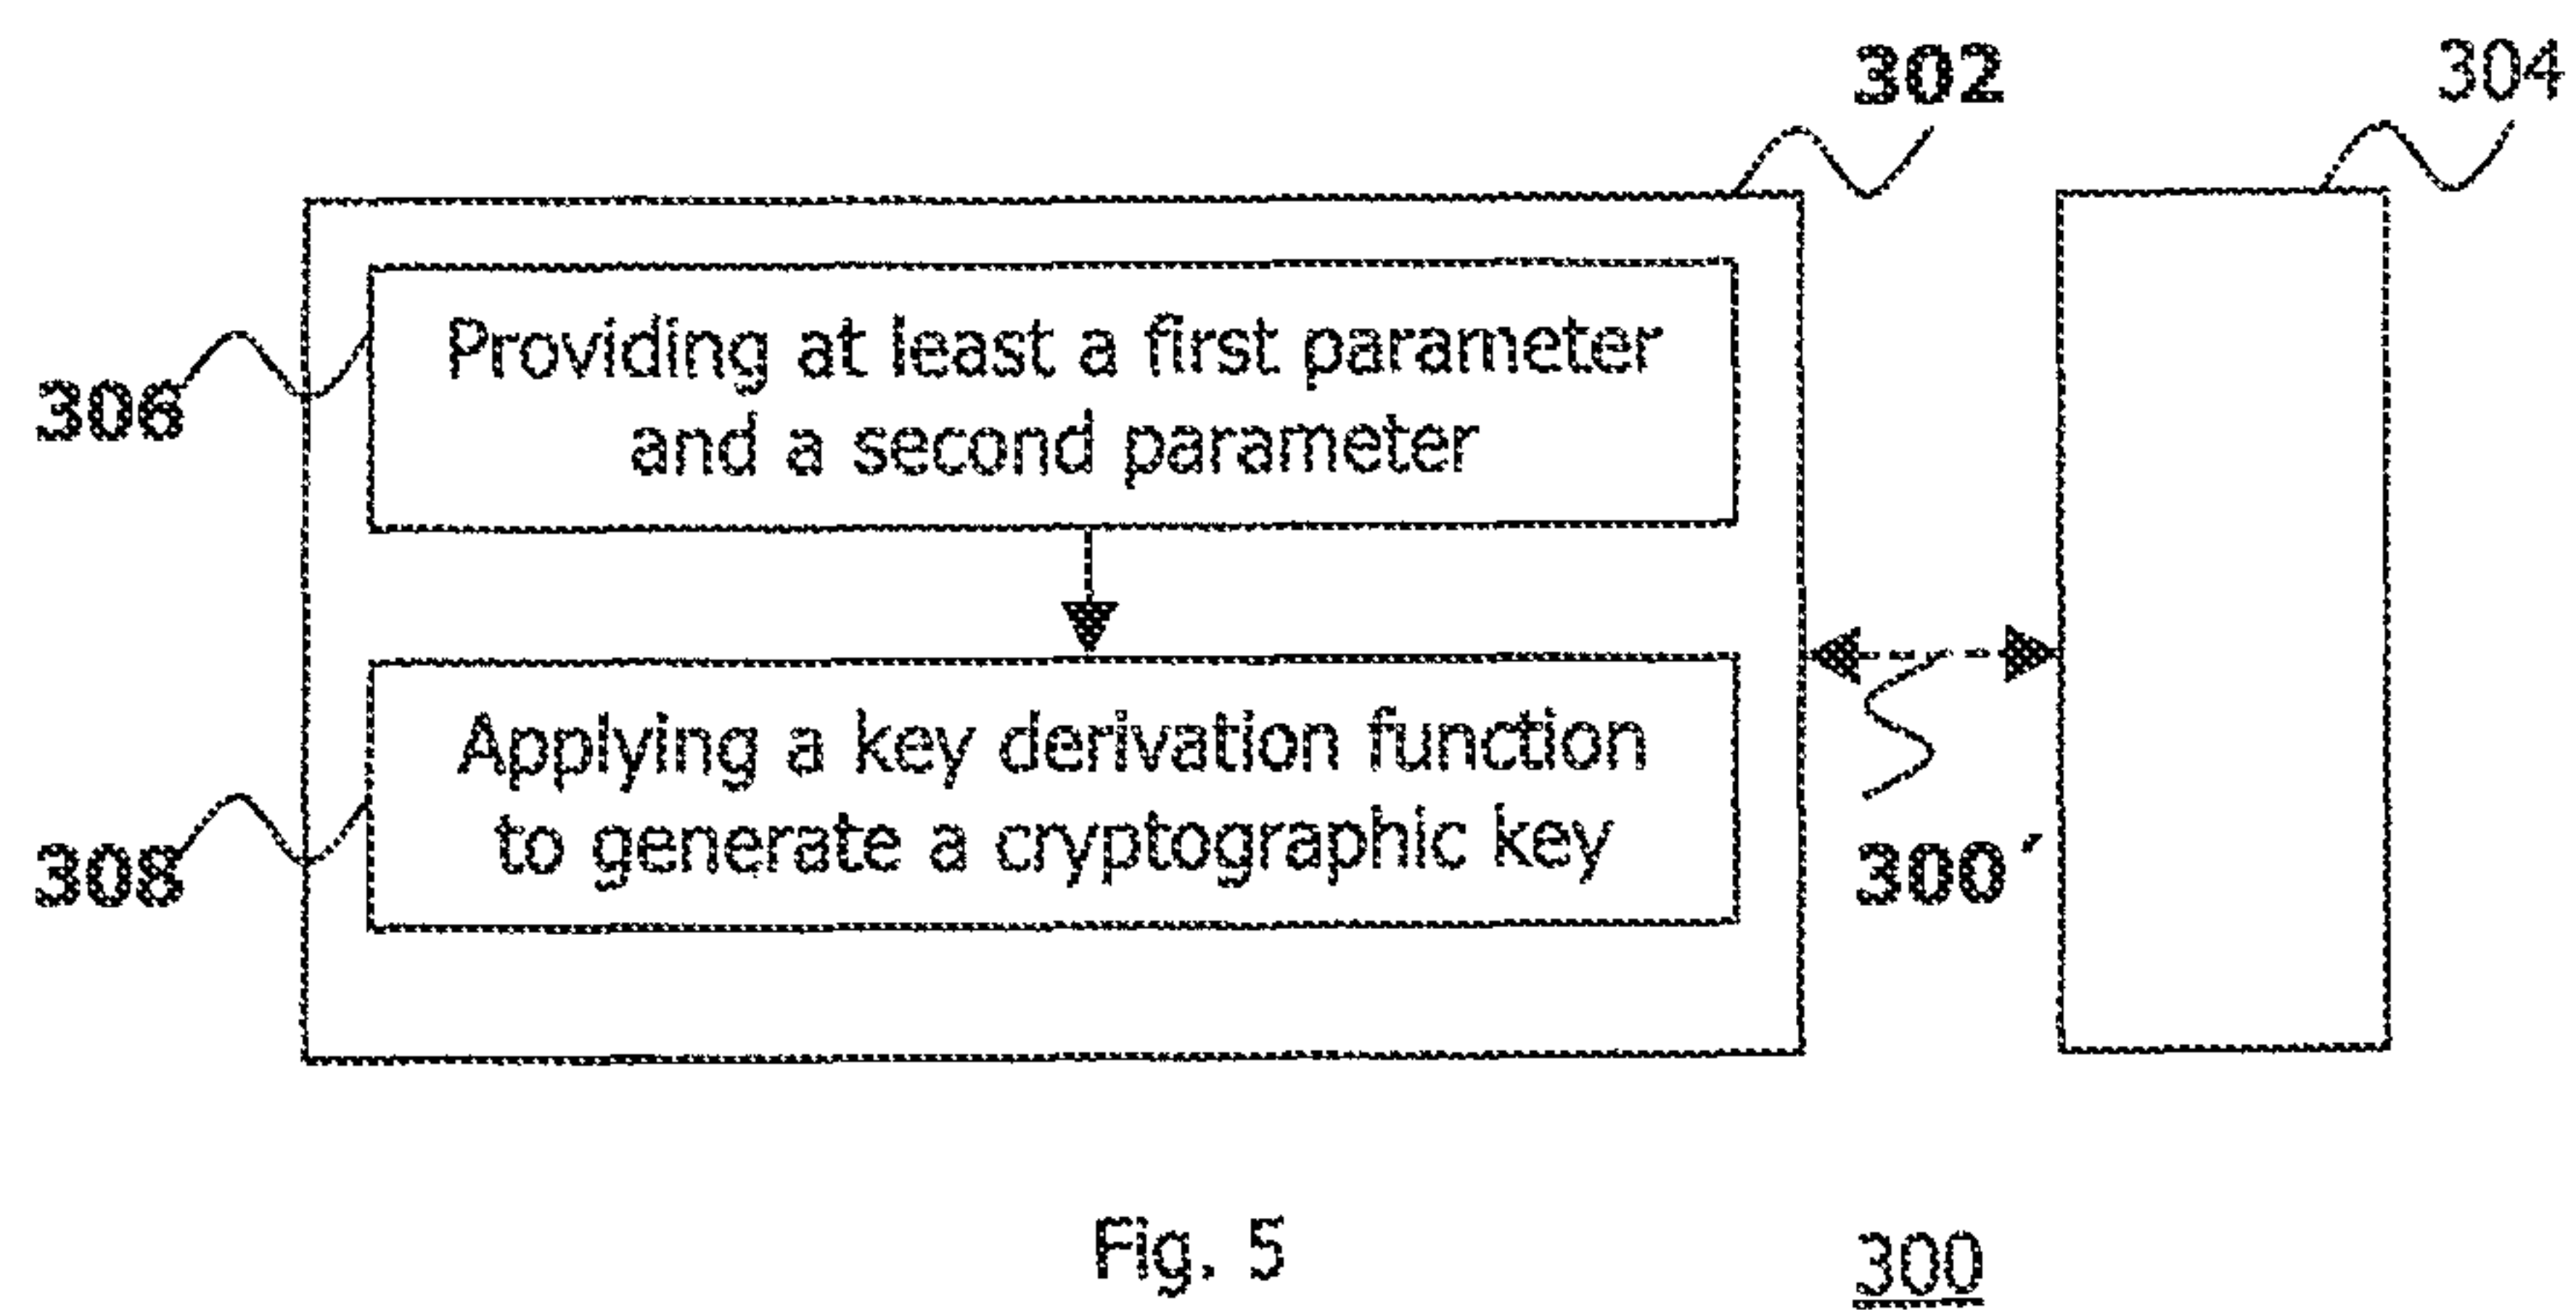 302
304
306
Providing at least a first parameter
and a second parameter
308
Applying a key derivation function
to generate a cryptographic key
300´
Fig. 5
300